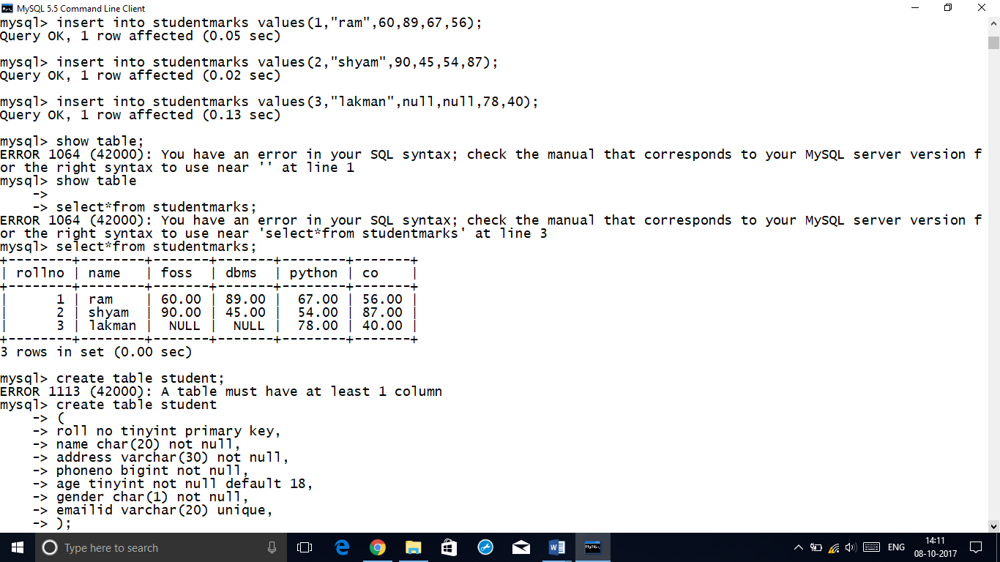 MySQL 5.5 Command Line Client
mysql> insert into studentmarks values(1,"ram",60,89,67,56);
Query OK, 1 row affected (0.05 sec)
mysql> insert into studentmarks values(2,"shyam",90,45,54,87);
Query OK, 1 row affected (0.02 sec)
mysql> insert into studentmarks values(3,"lakman",null,null,78,40);
Query OK, 1 row affected (0.13 sec)
mysql> show table;
ERROR 1064 (42000): You have an error in your SQL syntax; check the manual that corresponds to your MySQL server version f
or the right syntax to use near '' at line 1
mysql> show table
    ->
    -> select*from studentmarks;
ERROR 1064 (42000): You have an error in your SQL syntax; check the manual that corresponds to your MySQL server version f
or the right syntax to use near 'select*from studentmarks' at line 3
mysql> select*from studentmarks;
+--------+--------+-------+-------+--------+-------+
| rollno | name   | foss  | dbms  | python | co    |
+--------+--------+-------+-------+--------+-------+
|      1 | ram    | 60.00 | 89.00 |  67.00 | 56.00 |
|      2 | shyam  | 90.00 | 45.00 |  54.00 | 87.00 |
|      3 | lakman |  NULL |  NULL |  78.00 | 40.00 |
+--------+--------+-------+-------+--------+-------+
3 rows in set (0.00 sec)
mysql> create table student;
ERROR 1113 (42000): A table must have at least 1 column
mysql> create table student
    -> (
    -> roll no tinyint primary key,
    -> name char(20) not null,
    -> address varchar(30) not null,
    -> phoneno bigint not null,
    -> age tinyint not null default 18,
    -> gender char(1) not null,
    -> emailid varchar(20) unique,
    -> );
Type here to search
ENG
14:11
08-10-2017